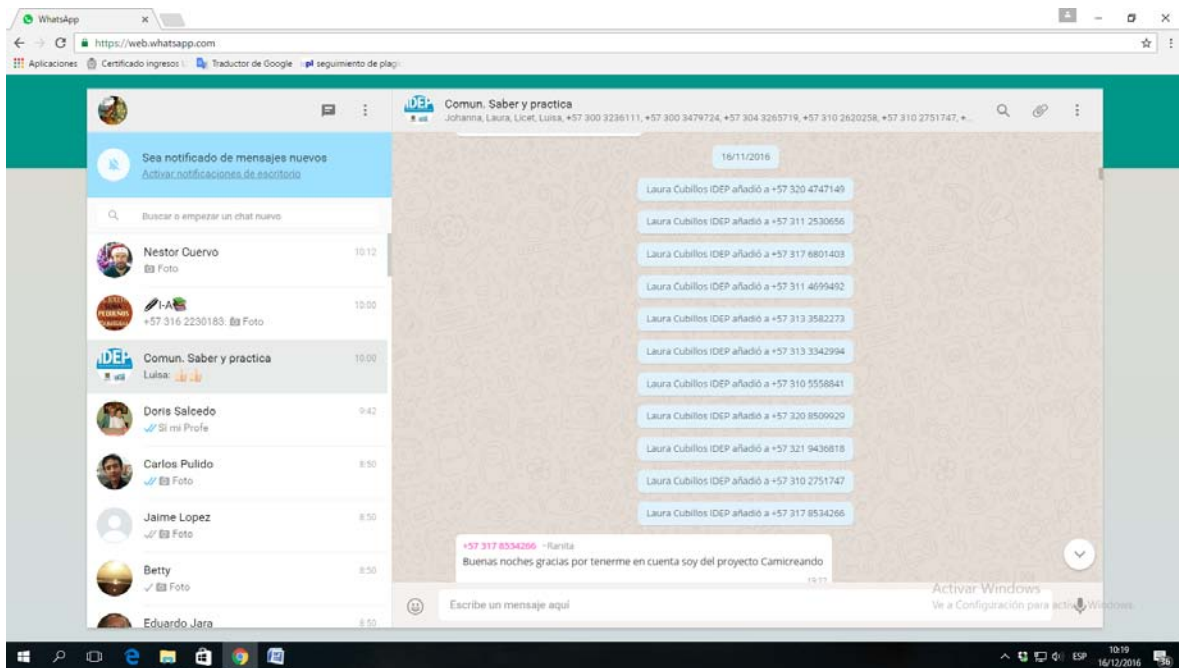 WhatsApp
https://web.whatsapp.com
Aplicaciones Certificado ingresos Traductor de Google seguimiento de plag
Sea notificado de mensajes nuevos
Activar notificaciones de escritorio
Buscar o empezar un chat nuevo
Nestor Cuervo 10:12
Foto
I-A 10:00
+57 316 2230183: Foto
IDEP
Comun. Saber y practica 10:00
Luisa:
Doris Salcedo 9:42
Si mi Profe
Carlos Pulido 8:50
Foto
Jaime Lopez 8:50
Foto
Betty 8:50
Foto
Eduardo Jara 8:50
IDEP
Comun. Saber y practica
Johanna, Laura, Licet, Luisa, +57 300 3236111, +57 300 3479724, +57 304 3265719, +57 310 2620258, +57 310 2751747, +...
16/11/2016
Laura Cubillos IDEP añadió a +57 320 4747149
Laura Cubillos IDEP añadió a +57 311 2530656
Laura Cubillos IDEP añadió a +57 317 6801403
Laura Cubillos IDEP añadió a +57 311 4699492
Laura Cubillos IDEP añadió a +57 313 3582273
Laura Cubillos IDEP añadió a +57 313 3342994
Laura Cubillos IDEP añadió a +57 310 5558841
Laura Cubillos IDEP añadió a +57 320 8509929
Laura Cubillos IDEP añadió a +57 321 9436818
Laura Cubillos IDEP añadió a +57 310 2751747
Laura Cubillos IDEP añadió a +57 317 8534266
+57 317 8534266 ~Ranita
Buenas noches gracias por tenerme en cuenta soy del proyecto Camicreando
19:22
Escribe un mensaje aquí
Activar Windows
Ve a Configuración para activar Windows.
ESP
10:19
16/12/2016